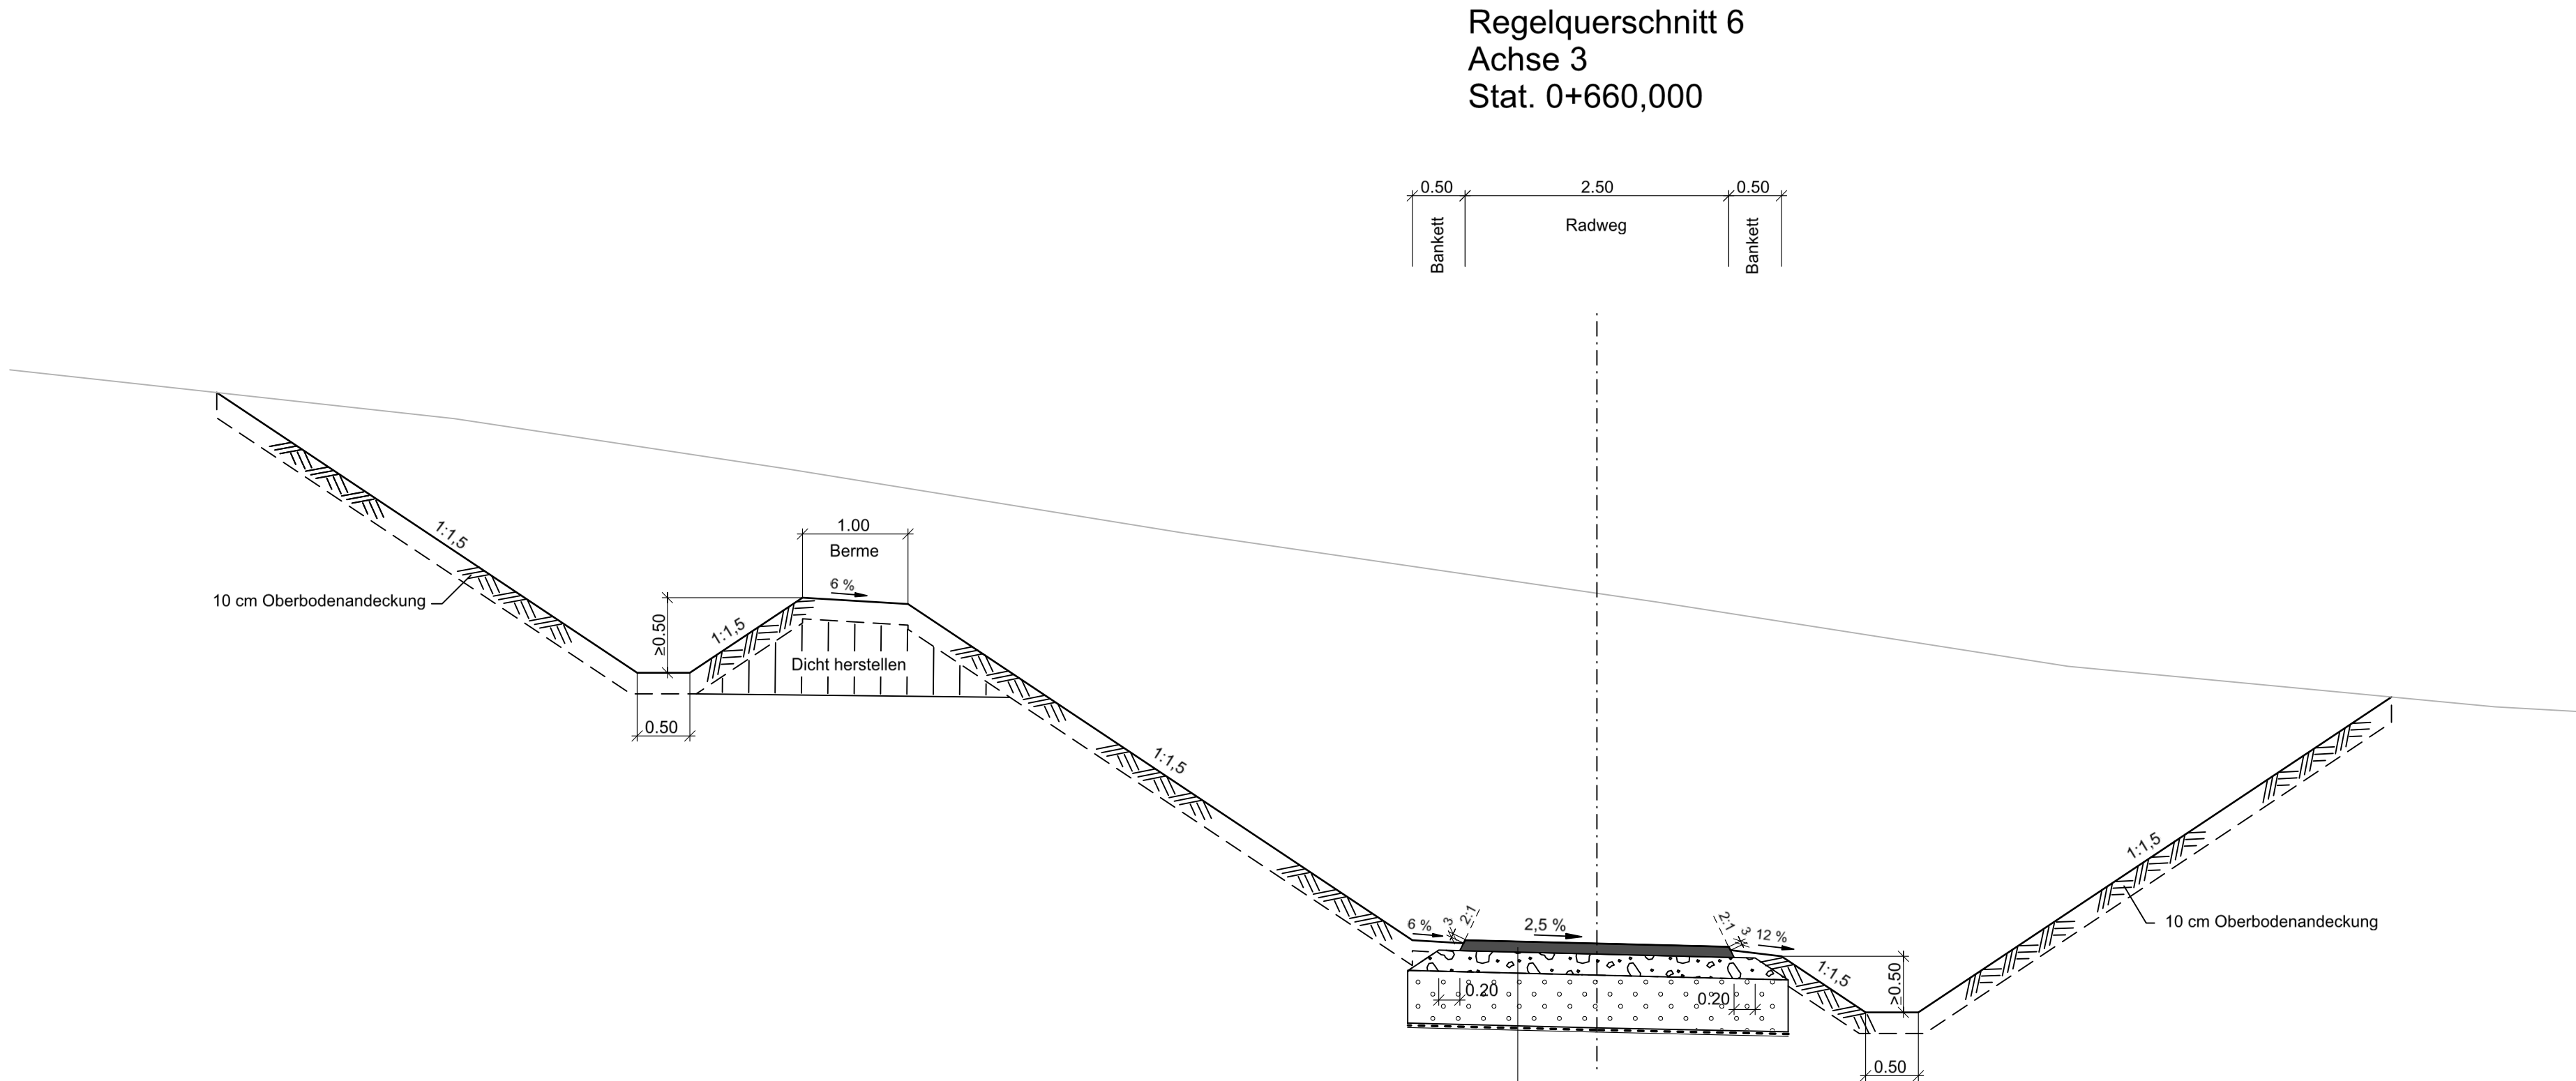 Regelquerschnitt 6
Achse 3
Stat. 0+660,000
0.50
2.50
0.50
Bankett
Radweg
Bankett
1:1,5
1.00
Berme
6 %
10 cm Oberbodenandeckung
≥0.50
1:1,5
Dicht herstellen
0.50
1:1,5
6 %
3
2:1
2,5 %
2:1
3
12 %
1:1,5
≥0.50
1:1,5
10 cm Oberbodenandeckung
0.20
0.20
0.50